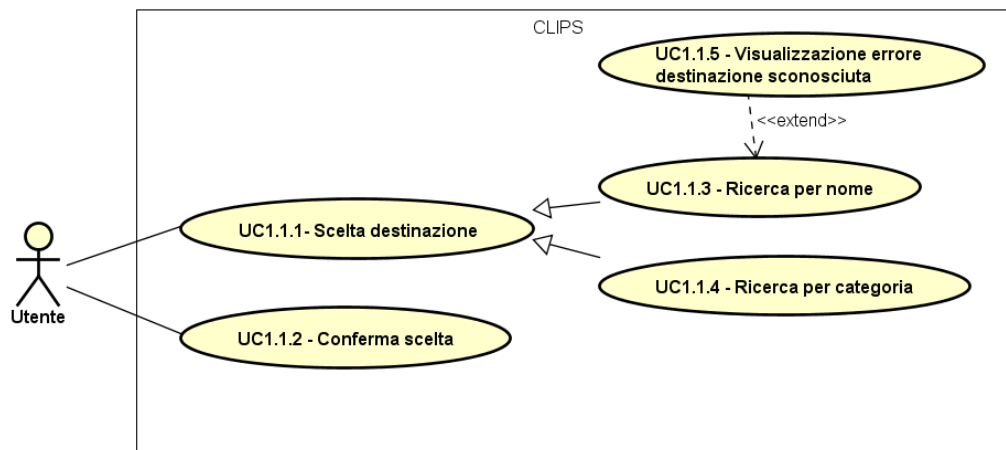 CLIPS
UC1.1.5 - Visualizzazione errore
destinazione sconosciuta
<<extend>>
UC1.1.3 - Ricerca per nome
UC1.1.1- Scelta destinazione
UC1.1.4 - Ricerca per categoria
Utente
UC1.1.2 - Conferma scelta